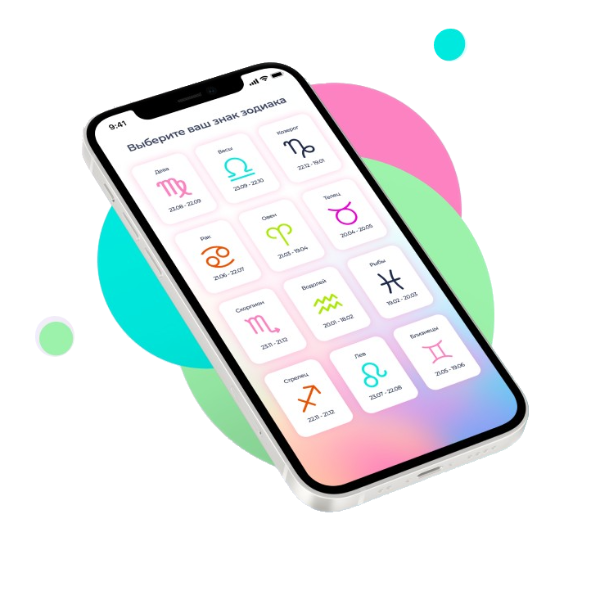 9:41
Выберите ваш знак зодиака
Дева
23.08 - 22.09
Весы
23.09 - 22.10
Козерог
22.12 - 19.01
Рак
21.06 - 22.07
Овен
21.03 - 19.04
Телец
20.04 - 20.05
Скорпион
23.11 - 21.12
Водолей
20.01 - 18.02
Рыбы
19.02 - 20.03
Стрелец
22.11 - 21.12
Лев
23.07 - 22.08
Близнецы
21.05 - 19.06